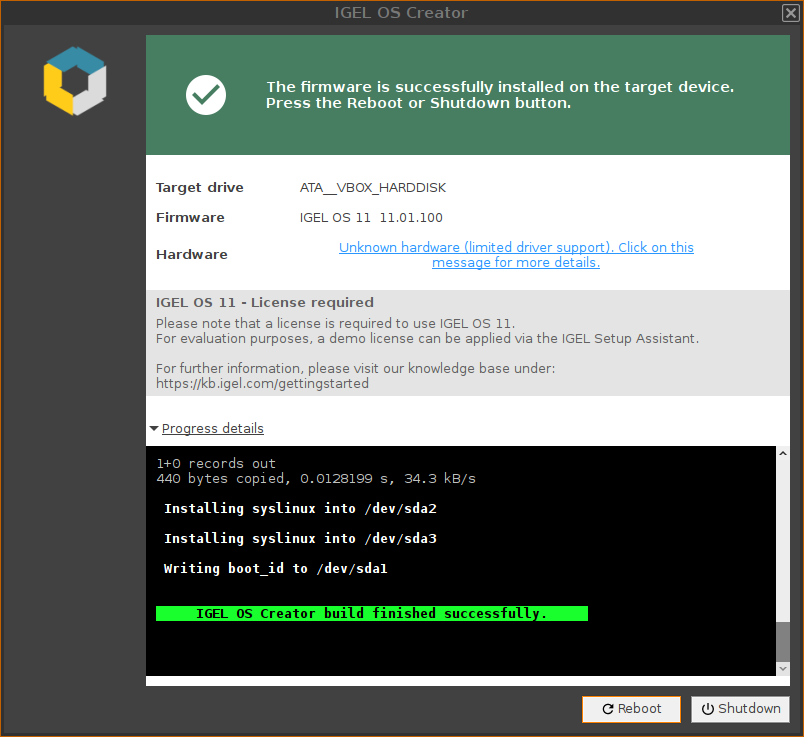 IGEL OS Creator
The firmware is successfully installed on the target device.
Press the Reboot or Shutdown button.
Target drive ATA__VBOX_HARDDISK
Firmware IGEL OS 11 11.01.100
Hardware Unknown hardware (limited driver support). Click on this
message for more details.
IGEL OS 11 - License required
Please note that a license is required to use IGEL OS 11.
For evaluation purposes, a demo license can be applied via the IGEL Setup Assistant.
For further information, please visit our knowledge base under:
https://kb.igel.com/gettingstarted
Progress details
1+0 records out
440 bytes copied, 0.0128199 s, 34.3 kB/s
Installing syslinux into /dev/sda2
Installing syslinux into /dev/sda3
Writing boot_id to /dev/sda1
IGEL OS Creator build finished successfully.
Reboot Shutdown